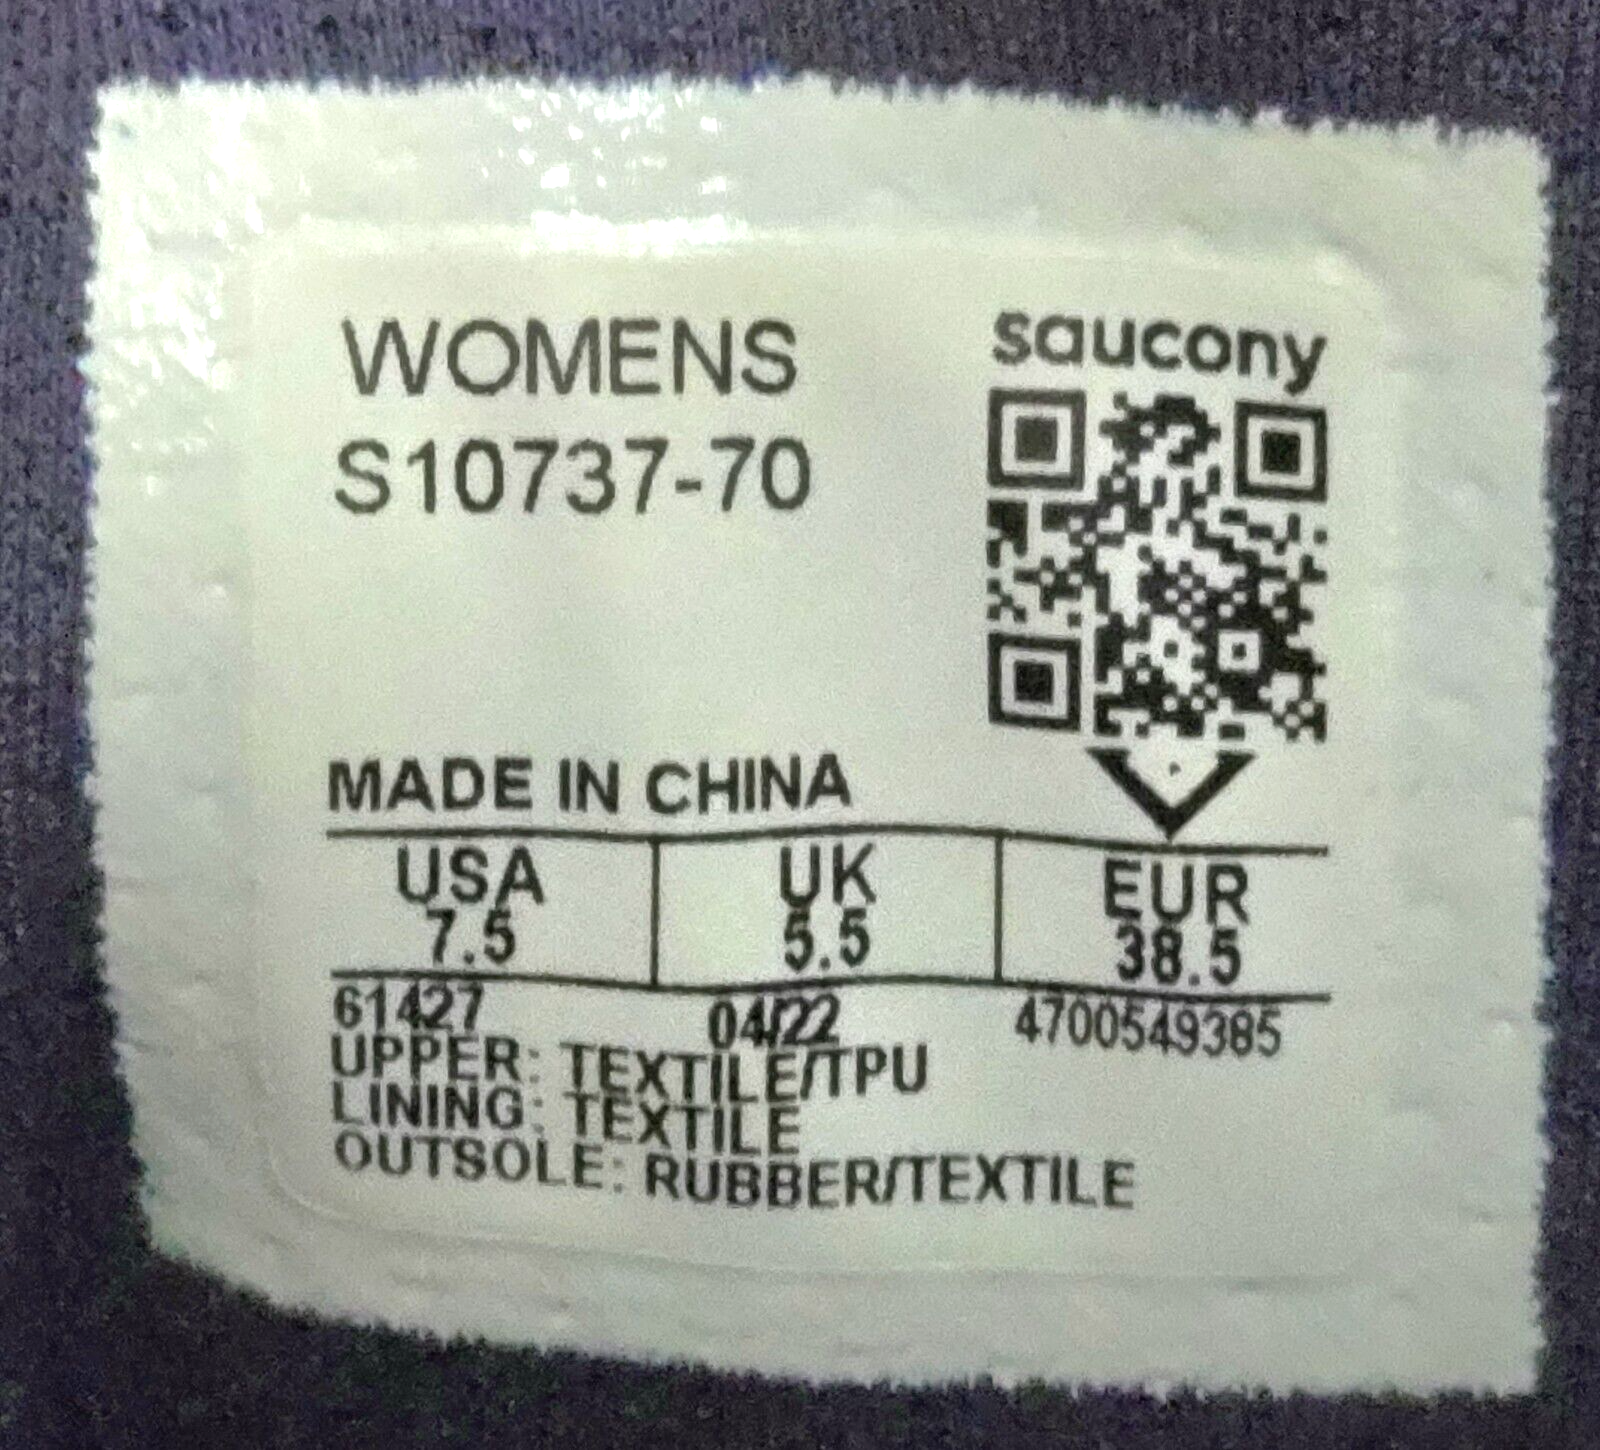 WOMENS
S10737-70
saucony
MADE IN CHINA
USA UK EUR
7.5 5.5 38.5
61427 04/22 4700549385
UPPER: TEXTILE/TPU
LINING: TEXTILE
OUTSOLE: RUBBER/TEXTILE